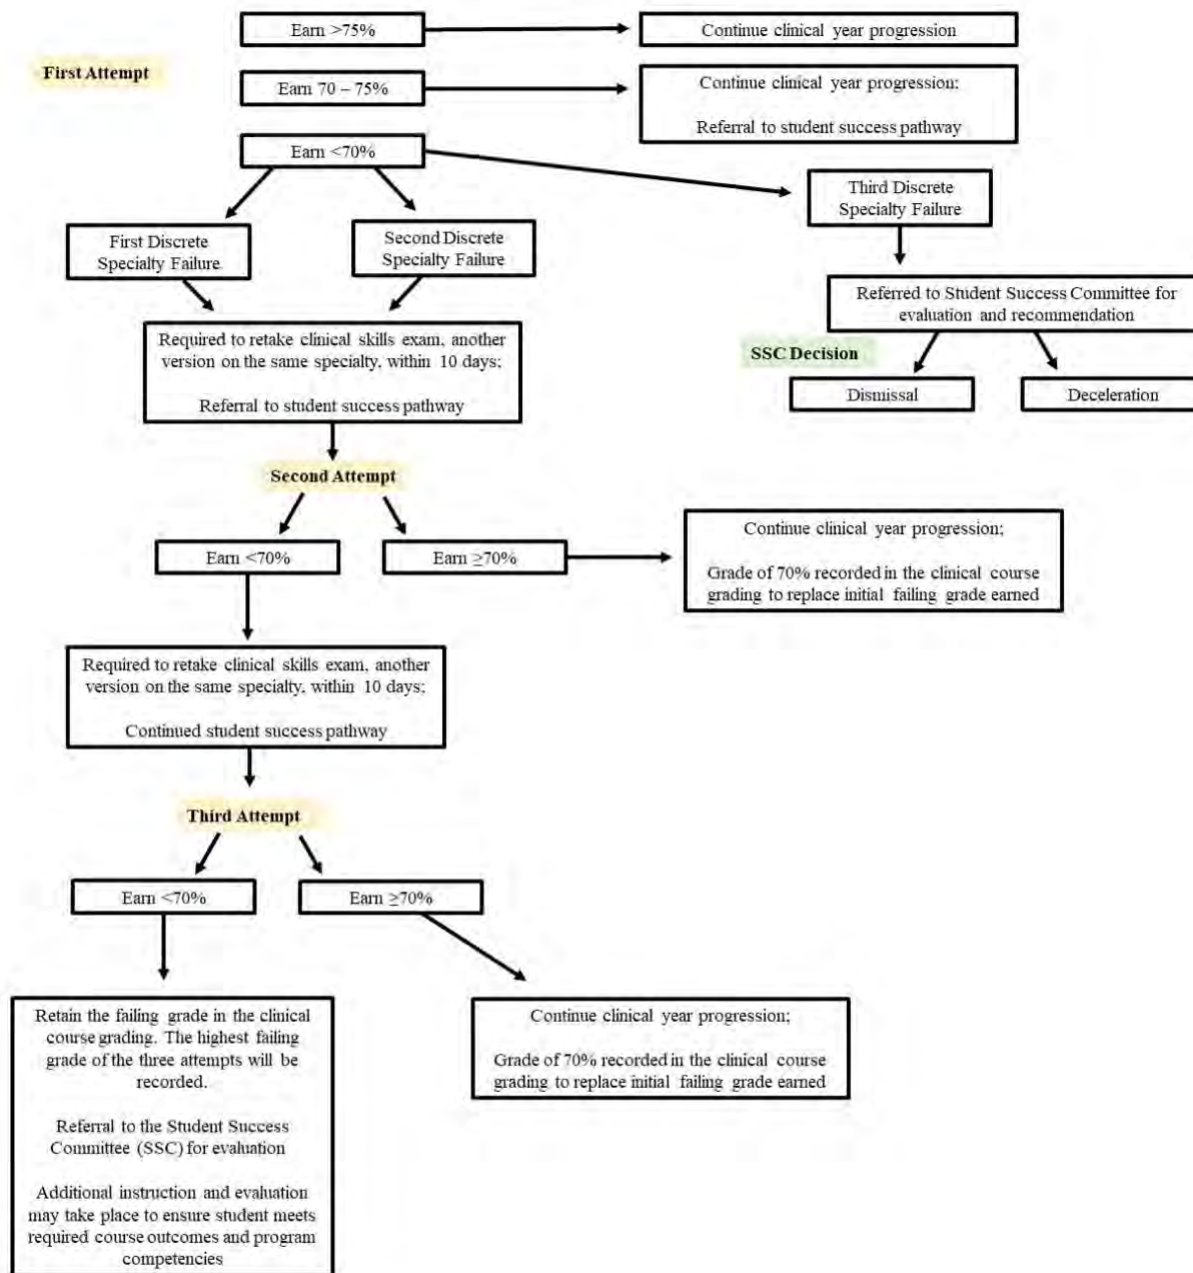 Earn >75%
Continue clinical year progression
First Attempt
Earn 70 – 75%
Continue clinical year progression;
Referral to student success pathway
Earn <70%
Third Discrete
Specialty Failure
First Discrete
Specialty Failure
Second Discrete
Specialty Failure
Referred to Student Success Committee for
evaluation and recommendation
SSC Decision
Dismissal
Deceleration
Required to retake clinical skills exam, another
version on the same specialty, within 10 days;
Referral to student success pathway
Second Attempt
Earn <70%
Earn ≥70%
Continue clinical year progression;
Grade of 70% recorded in the clinical course
grading to replace initial failing grade earned
Required to retake clinical skills exam, another
version on the same specialty, within 10 days;
Continued student success pathway
Third Attempt
Earn <70%
Earn ≥70%
Retain the failing grade in the clinical
course grading. The highest failing
grade of the three attempts will be
recorded.
Referral to the Student Success
Committee (SSC) for evaluation
Additional instruction and evaluation
may take place to ensure student meets
required course outcomes and program
competencies
Continue clinical year progression;
Grade of 70% recorded in the clinical course
grading to replace initial failing grade earned